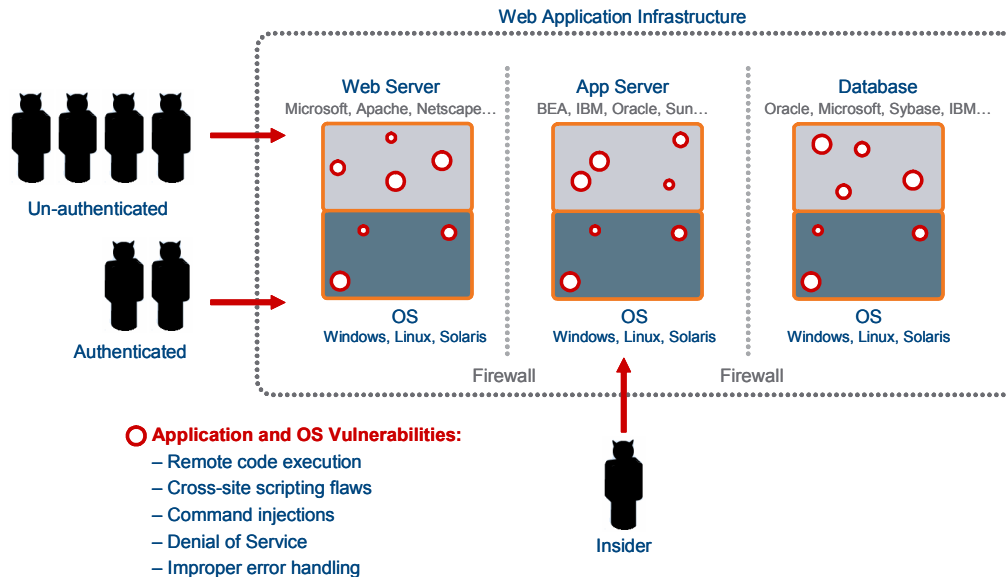 Web Application Infrastructure
Web Server
Microsoft, Apache, Netscape…
App Server
BEA, IBM, Oracle, Sun…
Database
Oracle, Microsoft, Sybase, IBM…
Un-authenticated
Authenticated
OS
Windows, Linux, Solaris
OS
Windows, Linux, Solaris
OS
Windows, Linux, Solaris
Firewall
Firewall
Application and OS Vulnerabilities:
– Remote code execution
– Cross-site scripting flaws
– Command injections
– Denial of Service
– Improper error handling
Insider